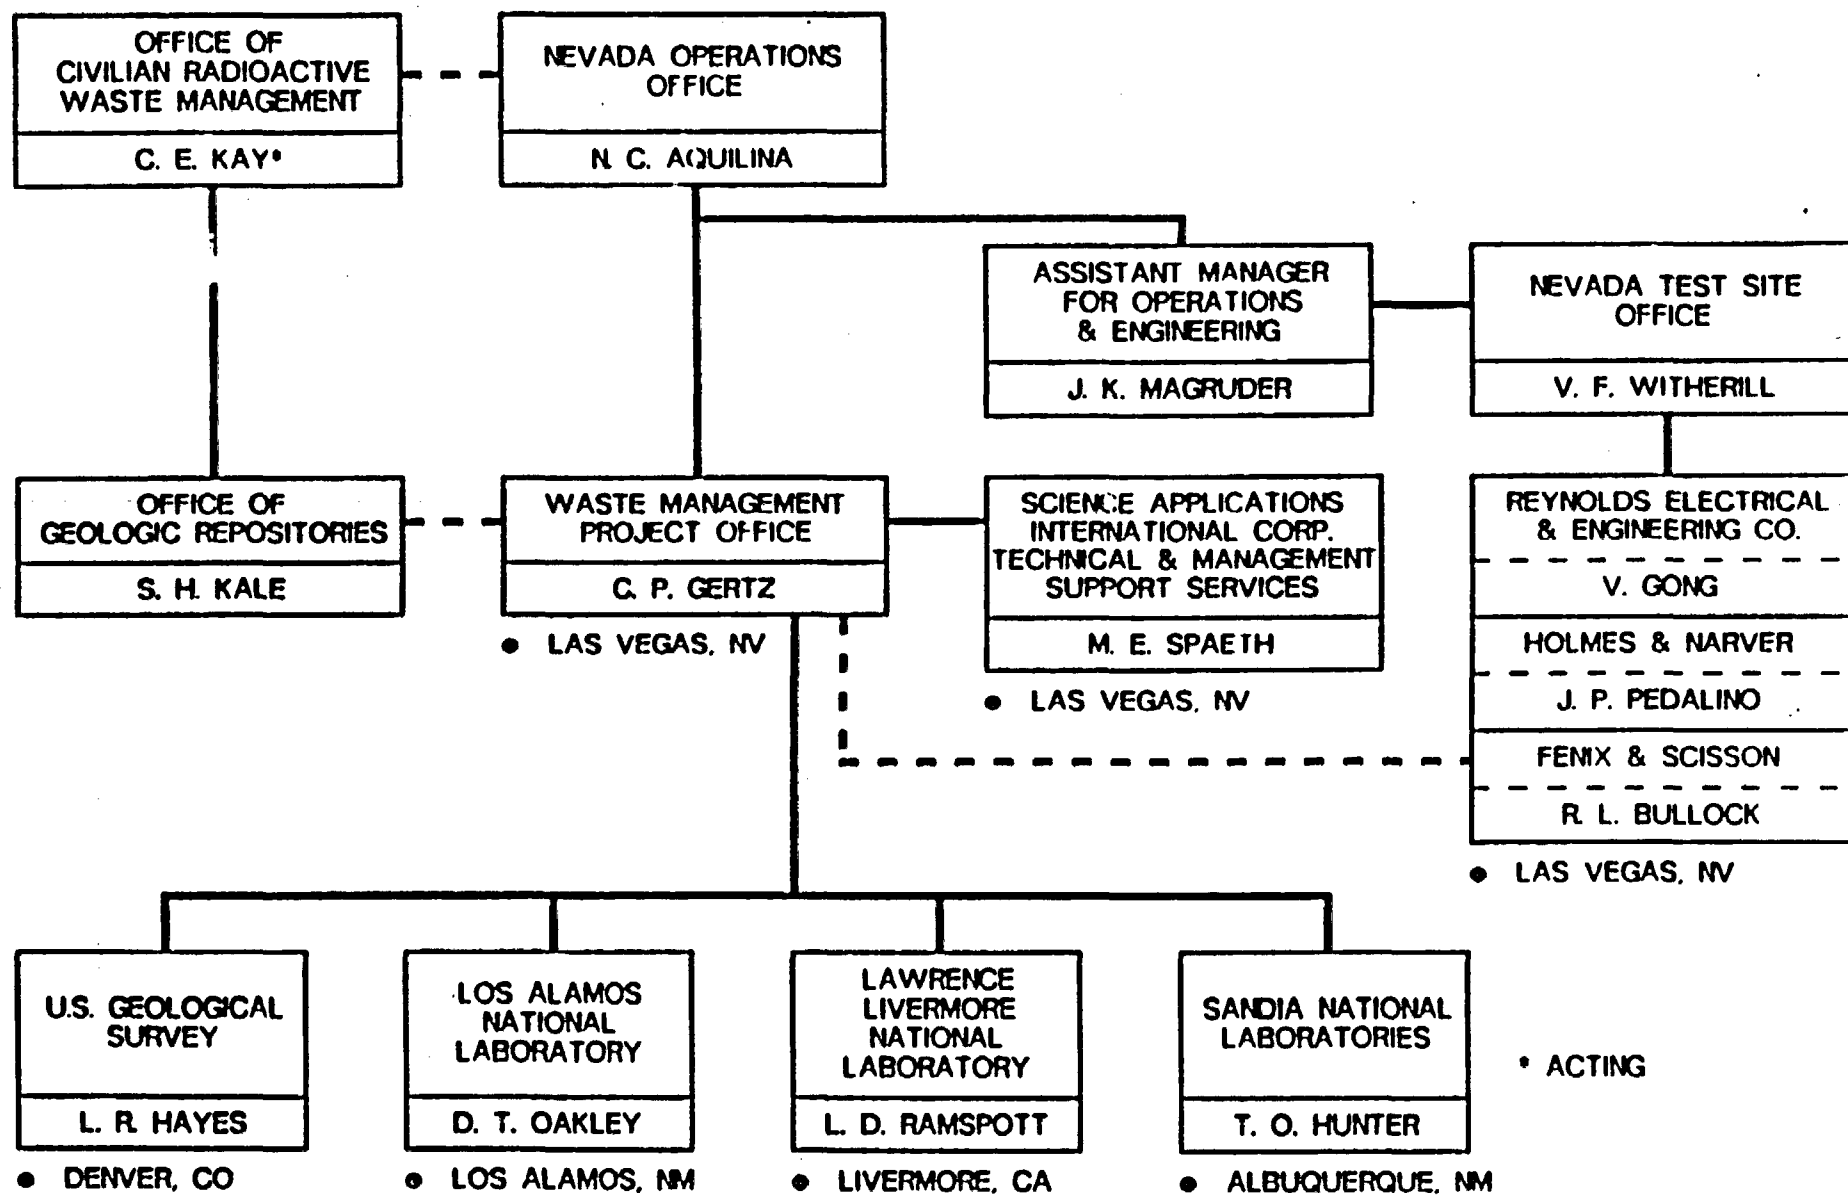 OFFICE OF
CIVILIAN RADIOACTIVE
WASTE MANAGEMENT
C. E. KAY*
NEVADA OPERATIONS
OFFICE
N. C. AQUILINA
ASSISTANT MANAGER
FOR OPERATIONS
& ENGINEERING
J. K. MAGRUDER
NEVADA TEST SITE
OFFICE
V. F. WITHERILL
OFFICE OF
GEOLOGIC REPOSITORIES
S. H. KALE
WASTE MANAGEMENT
PROJECT OFFICE
C. P. GERTZ
● LAS VEGAS, NV
SCIENCE APPLICATIONS
INTERNATIONAL CORP.
TECHNICAL & MANAGEMENT
SUPPORT SERVICES
M. E. SPAETH
● LAS VEGAS, NV
REYNOLDS ELECTRICAL
& ENGINEERING CO.
V. GONG
HOLMES & NARVER
J. P. PEDALINO
FENIX & SCISSON
R. L. BULLOCK
● LAS VEGAS, NV
U.S. GEOLOGICAL
SURVEY
L. R. HAYES
● DENVER, CO
LOS ALAMOS
NATIONAL
LABORATORY
D. T. OAKLEY
● LOS ALAMOS, NM
LAWRENCE
LIVERMORE
NATIONAL
LABORATORY
L. D. RAMSPOTT
● LIVERMORE, CA
SANDIA NATIONAL
LABORATORIES
T. O. HUNTER
● ALBUQUERQUE, NM
* ACTING